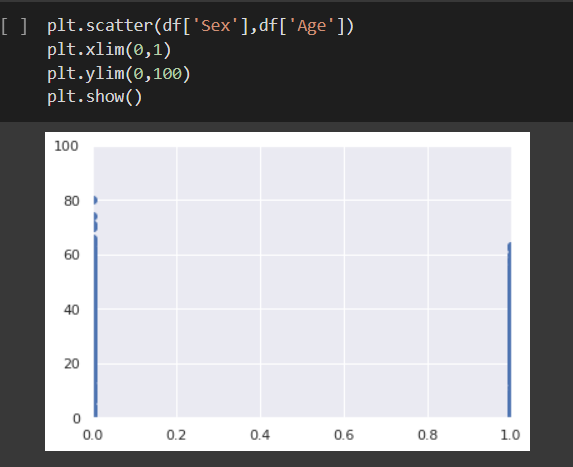 [ ] plt.scatter(df['Sex'],df['Age'])
plt.xlim(0,1)
plt.ylim(0,100)
plt.show()
100
80
60
40
20
0
0.0 0.2 0.4 0.6 0.8 1.0